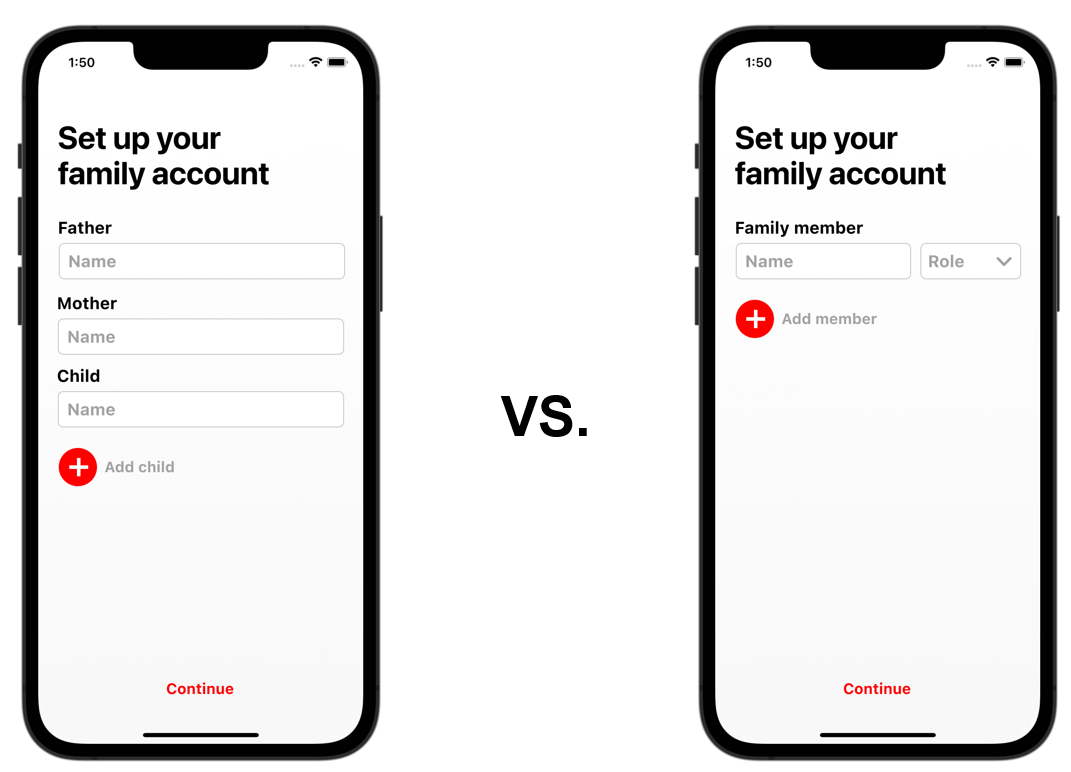 1:50
Set up your
family account
Father
Name
Mother
Name
Child
Name
Add child
Continue
VS.
1:50
Set up your
family account
Family member
Name Role
Add member
Continue